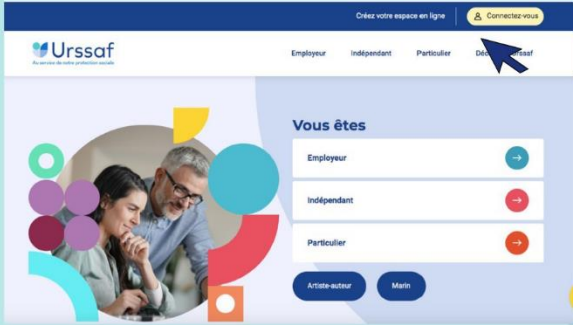 Créez votre espace en ligne
Connectez-vous
Urssaf
Au service de notre protection sociale
Employeur Indépendant Particulier
Vous êtes
Employeur
Indépendant
Particulier
Artiste-auteur Marin